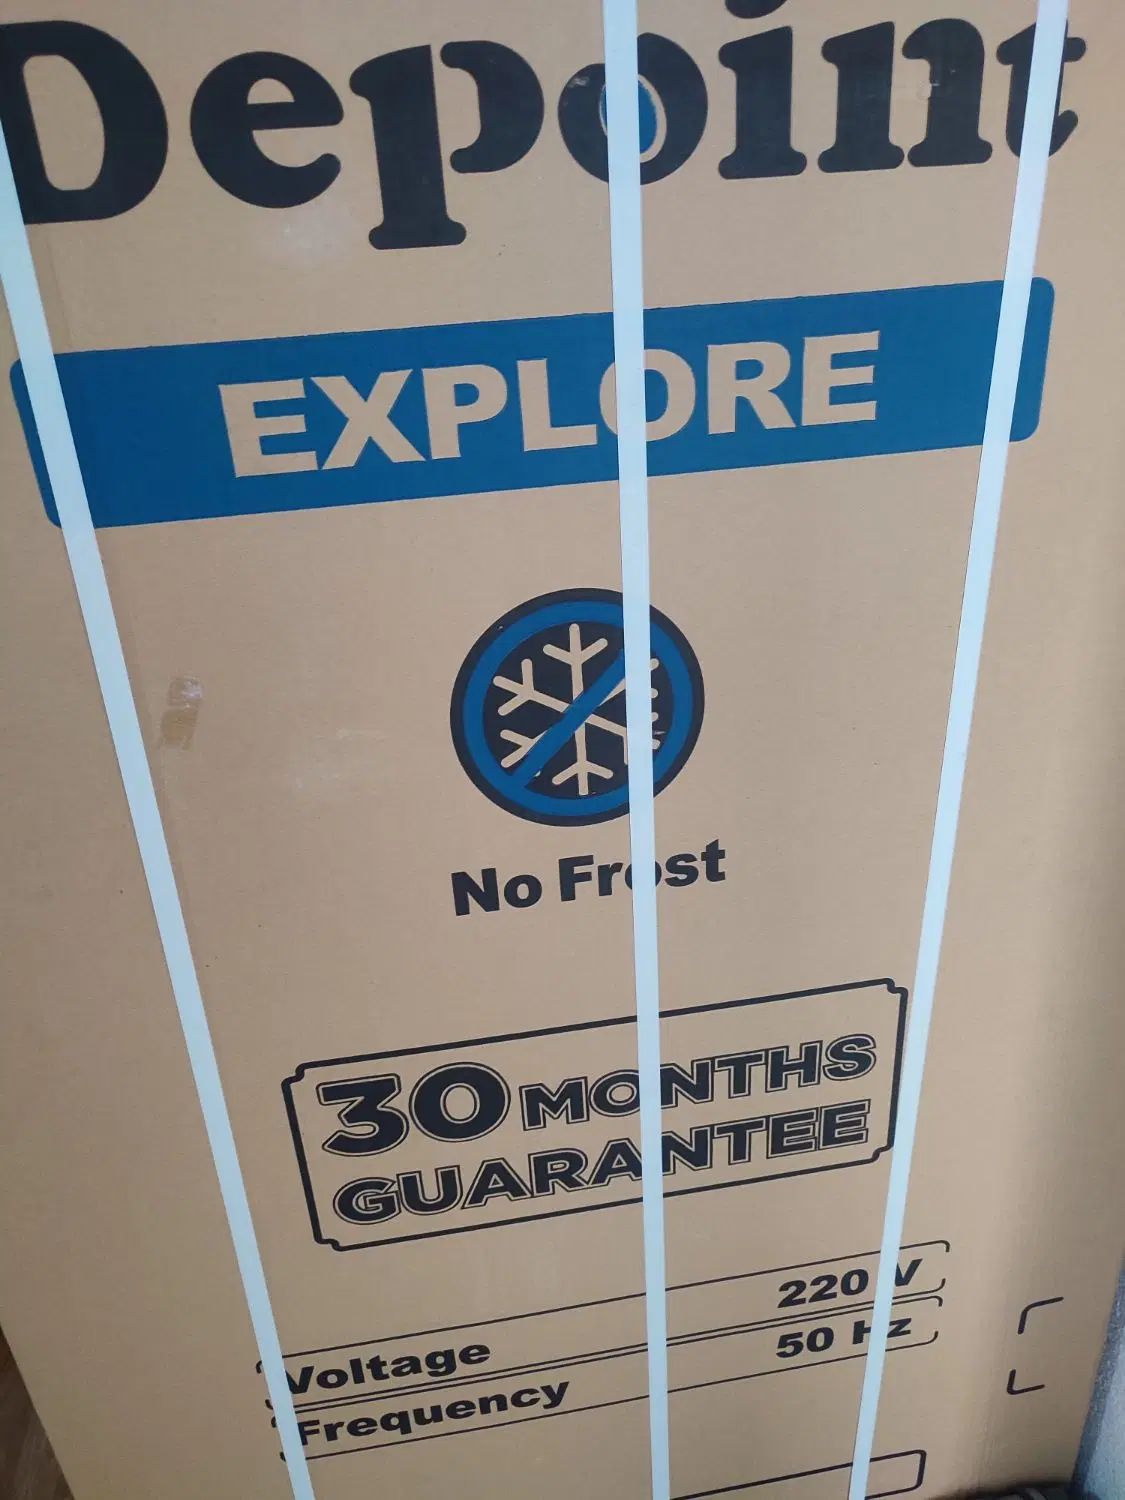 Depoint
EXPLORE
No Frost
30 MONTHS
GUARANTEE
Voltage 220 V
Frequency 50 Hz